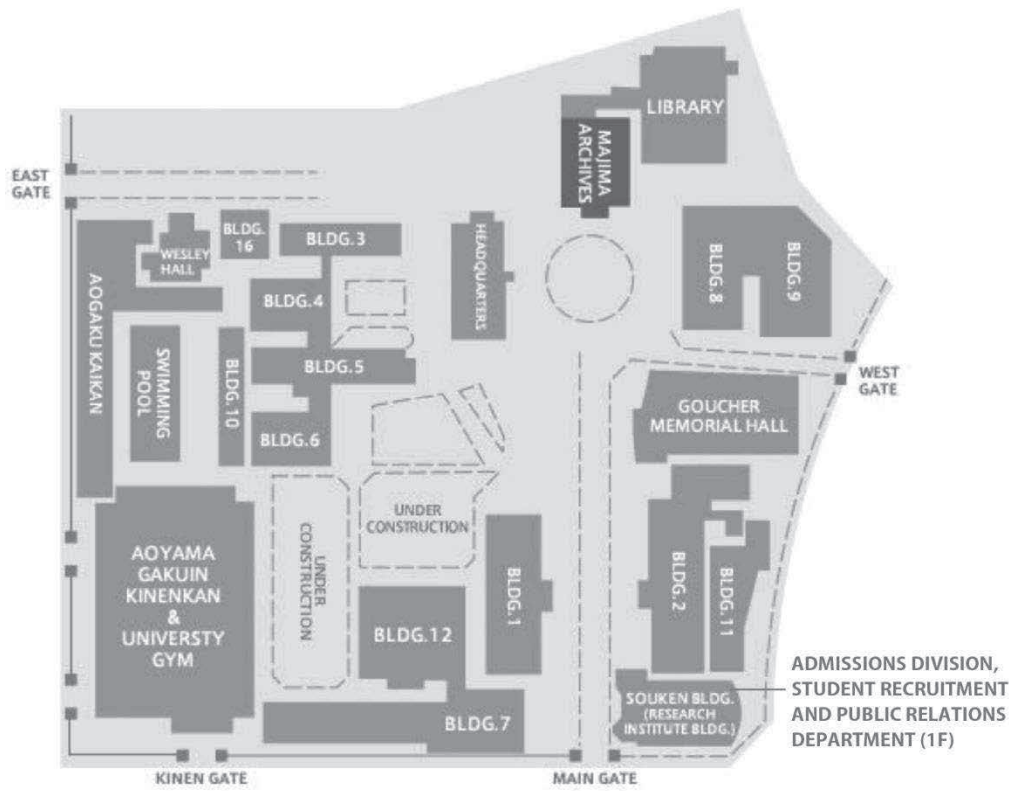 LIBRARY
MAJIMA
ARCHIVES
EAST
GATE
BLDG.
16
BLDG.3
WESLEY
HALL
HEADQUARTERS
BLDG.8
BLDG.9
AOGAKU KAIKAN
BLDG.4
SWIMMING
POOL
BLDG.10
BLDG.5
WEST
GATE
GOUCHER
MEMORIAL HALL
BLDG.6
UNDER
CONSTRUCTION
UNDER
CONSTRUCTION
AOYAMA
GAKUIN
KINENKAN
&
UNIVERSTY
GYM
BLDG.1
BLDG.2
BLDG.11
BLDG.12
SOUKEN BLDG.
(RESEARCH
INSTITUTE BLDG.)
ADMISSIONS DIVISION,
STUDENT RECRUITMENT
AND PUBLIC RELATIONS
DEPARTMENT (1F)
BLDG.7
KINEN GATE
MAIN GATE